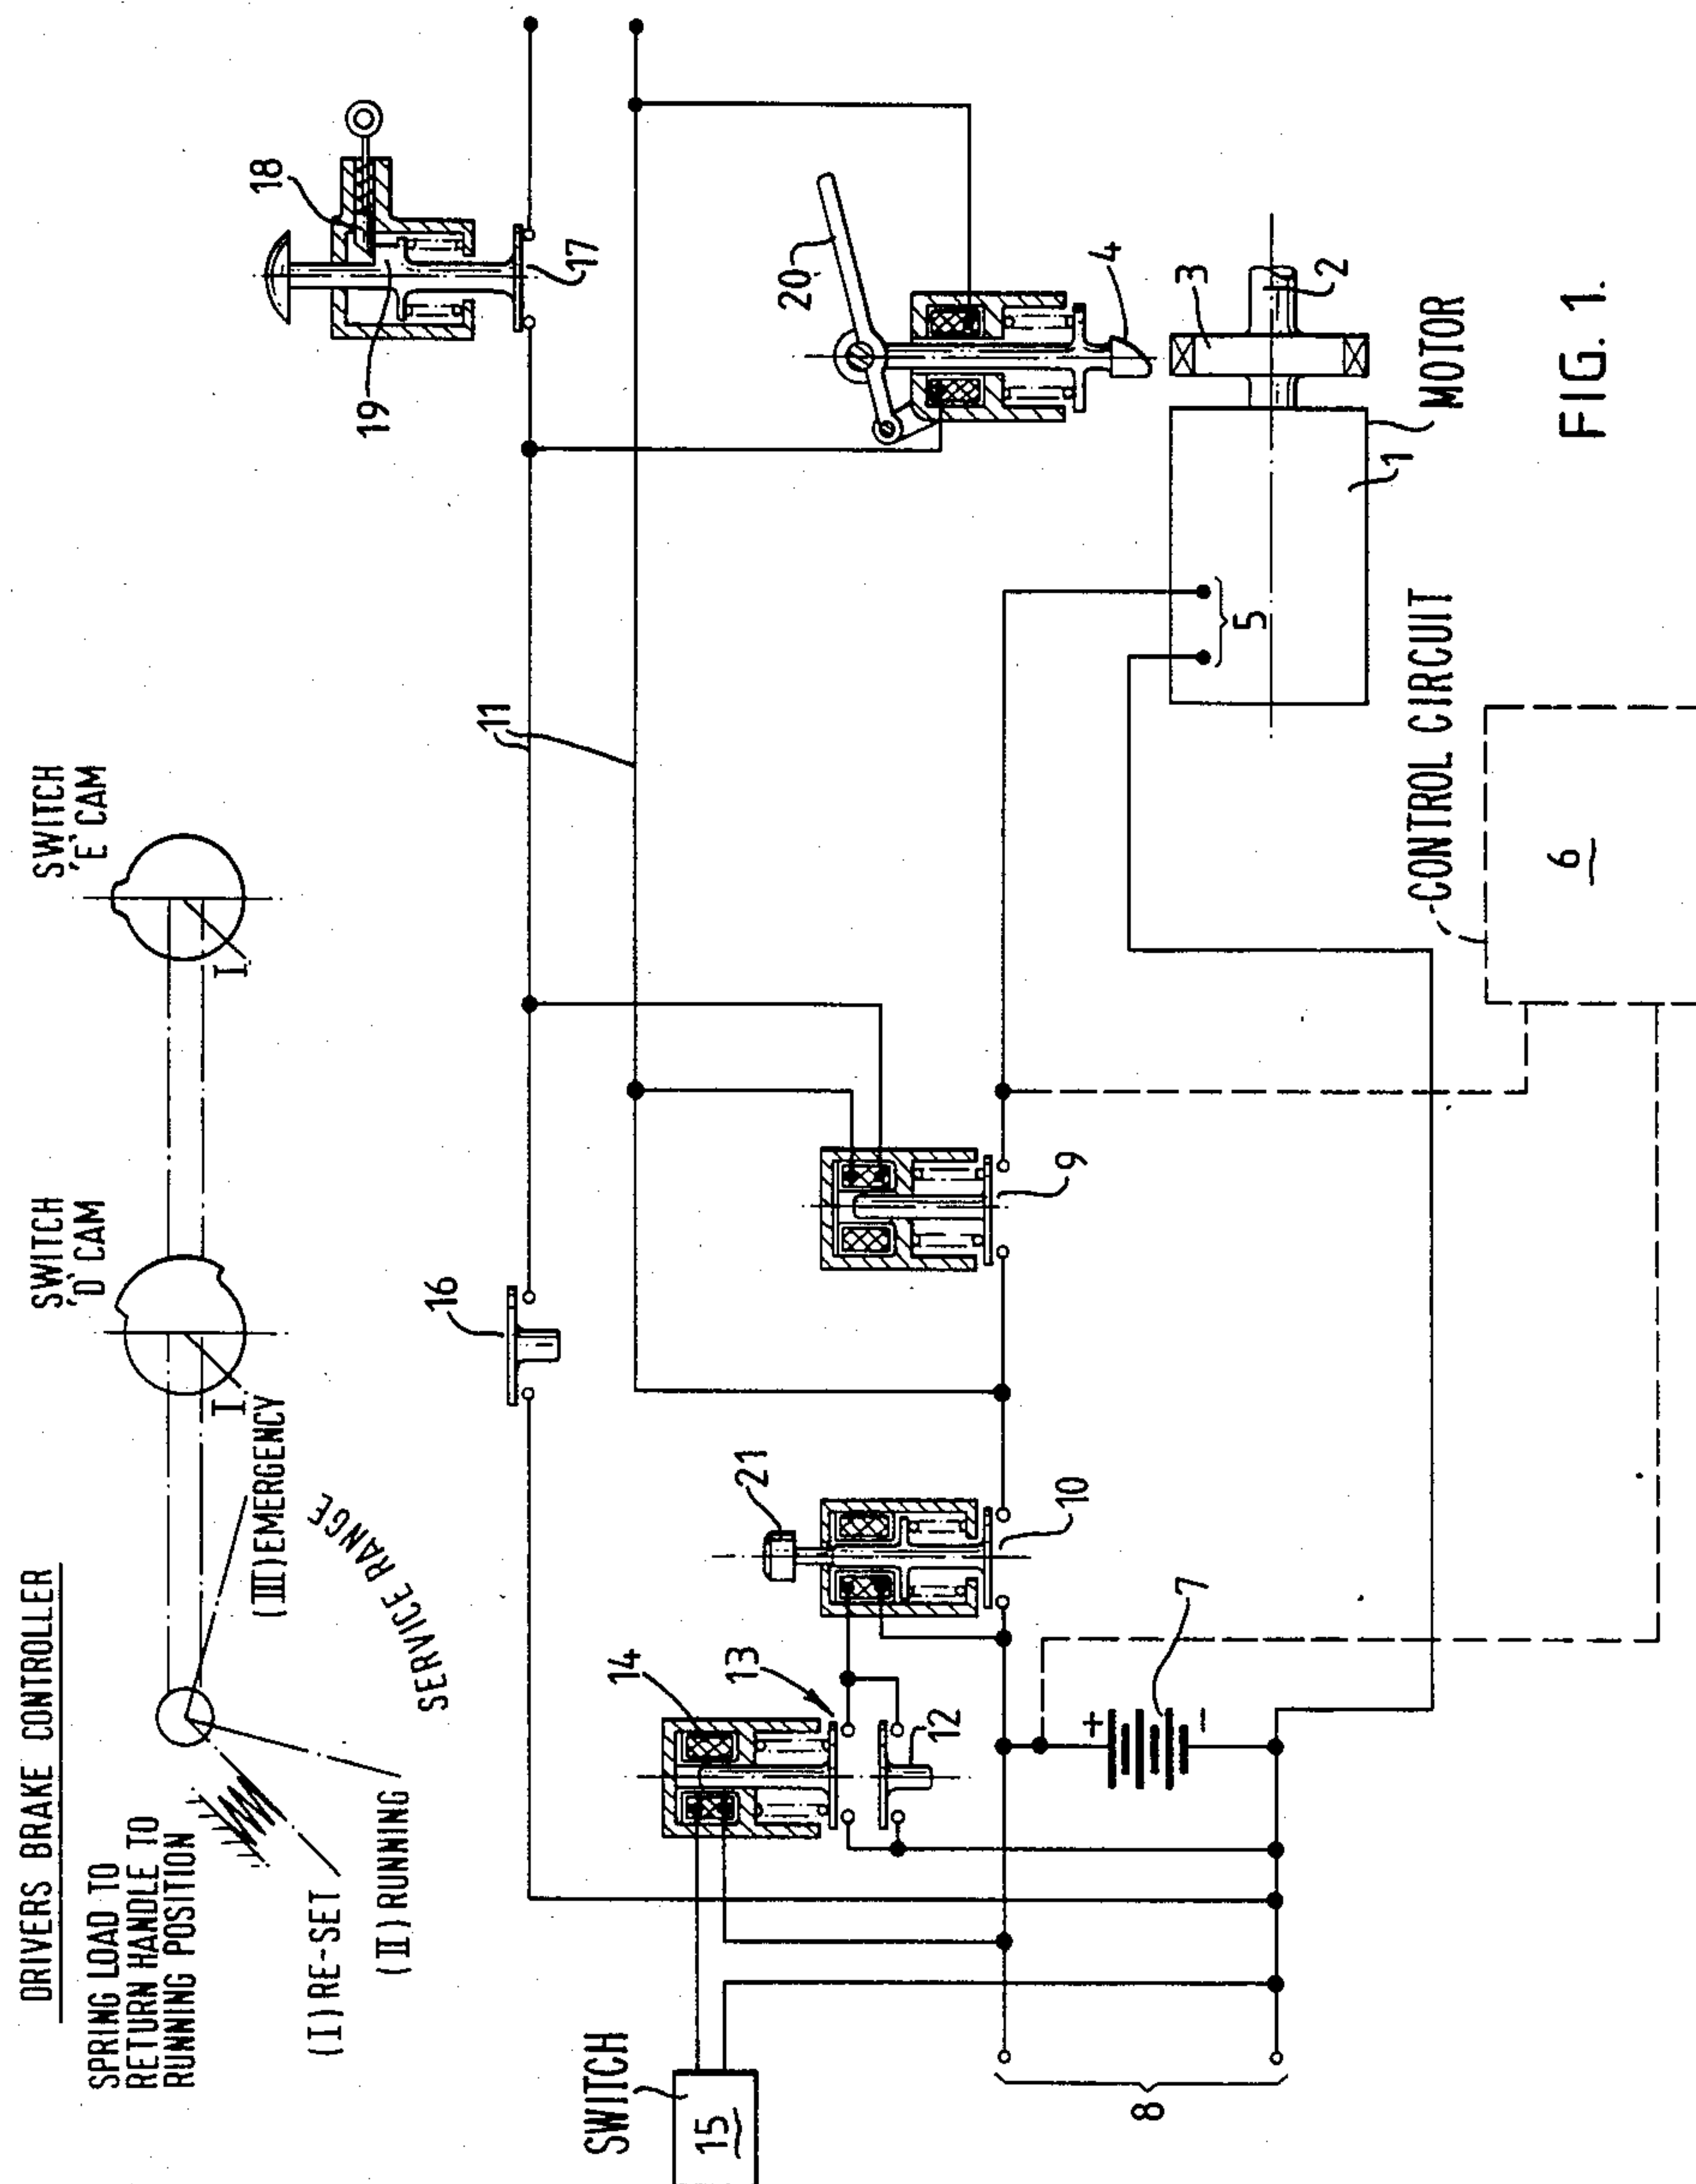 DRIVERS BRAKE CONTROLLER
SPRING LOAD TO
RETURN HANDLE TO
RUNNING POSITION
(I) RE-SET
(II) RUNNING
(III) EMERGENCY
SERVICE RANGE
I
SWITCH
'D' CAM
I
SWITCH
'E' CAM
16
11
18
19
17
SWITCH
15
14
13
12
21
10
9
20
4
8
7
+
−
5
3
2
1
MOTOR
CONTROL CIRCUIT
6
FIG. 1.